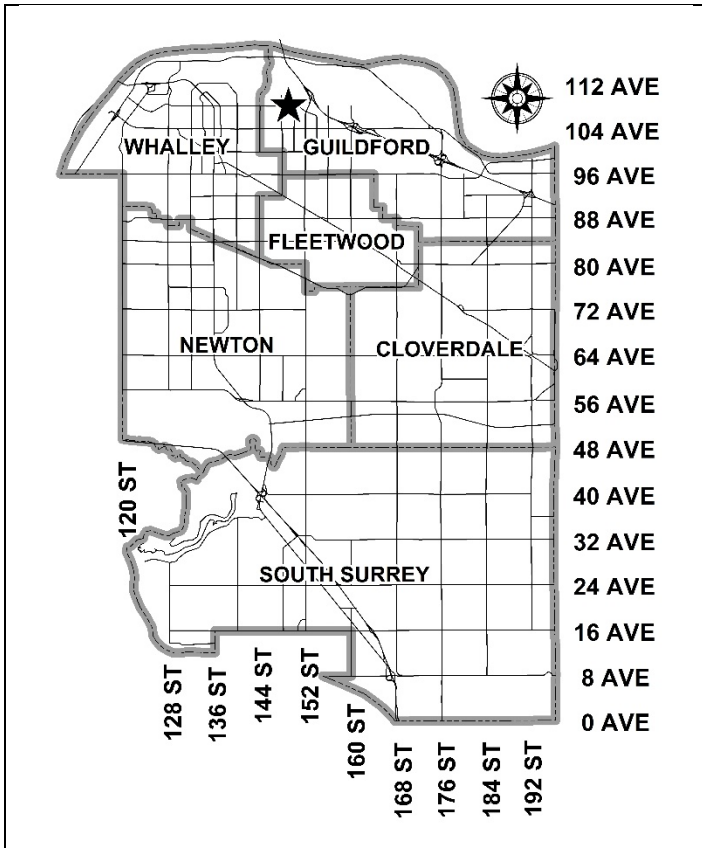 112 AVE
104 AVE
WHALLEY
GUILDFORD
96 AVE
88 AVE
FLEETWOOD
80 AVE
72 AVE
NEWTON
CLOVERDALE
64 AVE
56 AVE
48 AVE
120 ST
40 AVE
32 AVE
SOUTH SURREY
24 AVE
16 AVE
8 AVE
0 AVE
128 ST
136 ST
144 ST
152 ST
160 ST
168 ST
176 ST
184 ST
192 ST